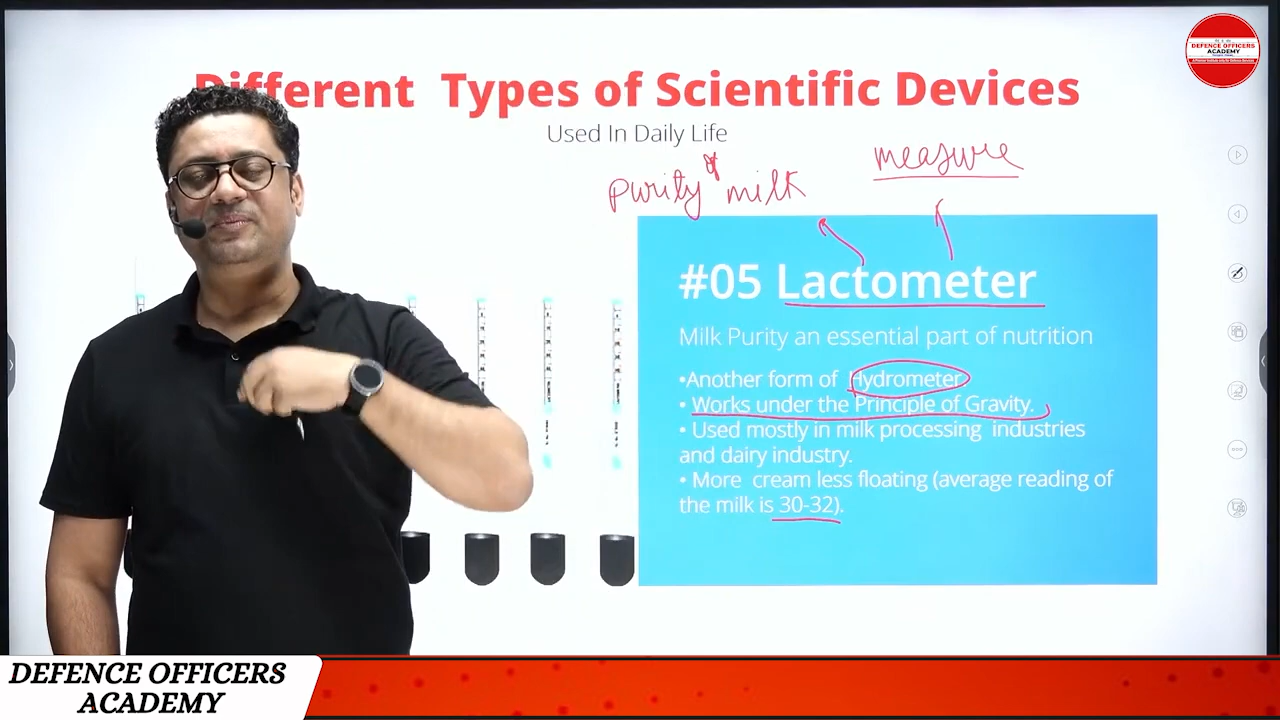 DEFENCE OFFICERS
ACADEMY
Different Types of Scientific Devices
Used In Daily Life
measure
purity of milk
#05 Lactometer
Milk Purity an essential part of nutrition
•Another form of Hydrometer
• Works under the Principle of Gravity.
• Used mostly in milk processing industries
and dairy industry.
• More cream less floating (average reading of
the milk is 30-32).
DEFENCE OFFICERS
ACADEMY